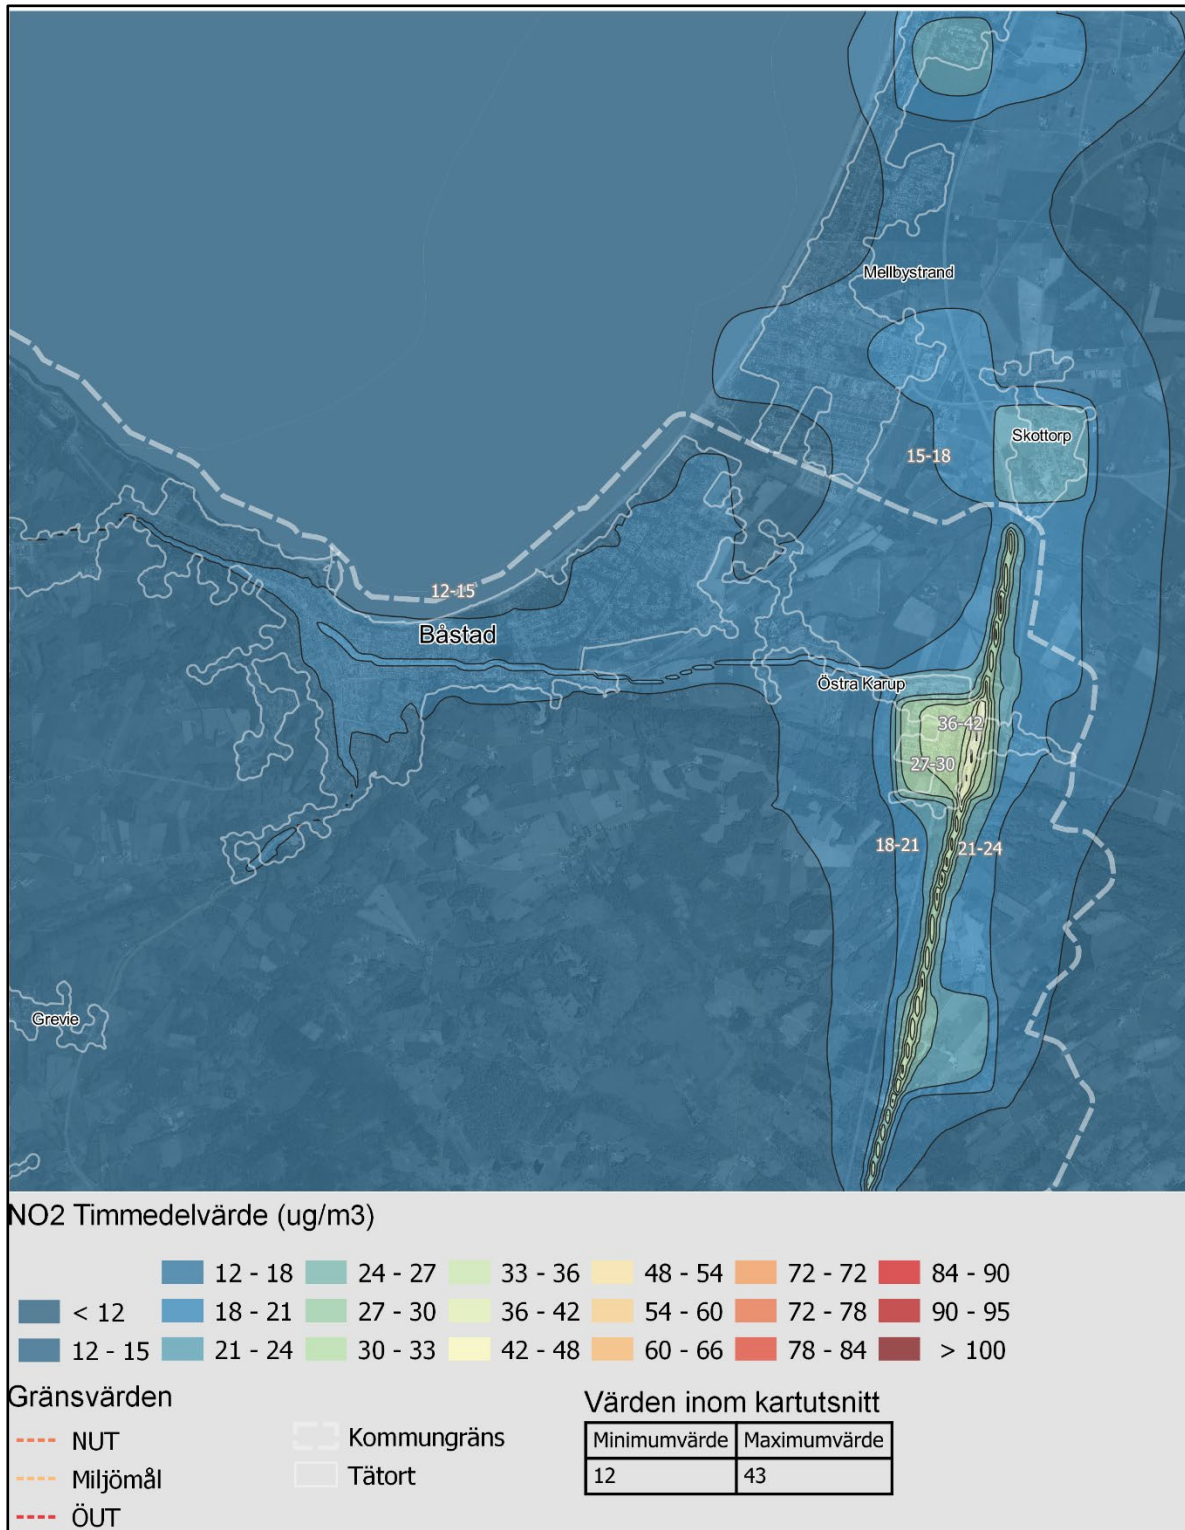 Mellbystrand
Skottorp
15-18
12-15
Båstad
Östra Karup
36-42
27-30
18-21
21-24
Grevie
NO2 Timmedelvärde (ug/m3)
12 - 18 24 - 27 33 - 36 48 - 54 72 - 72 84 - 90
< 12 18 - 21 27 - 30 36 - 42 54 - 60 72 - 78 90 - 95
12 - 15 21 - 24 30 - 33 42 - 48 60 - 66 78 - 84 > 100
Gränsvärden
NUT
Miljömål
ÖUT
Kommungräns
Tätort
Värden inom kartutsnitt
Minimumvärde Maximumvärde
12 43